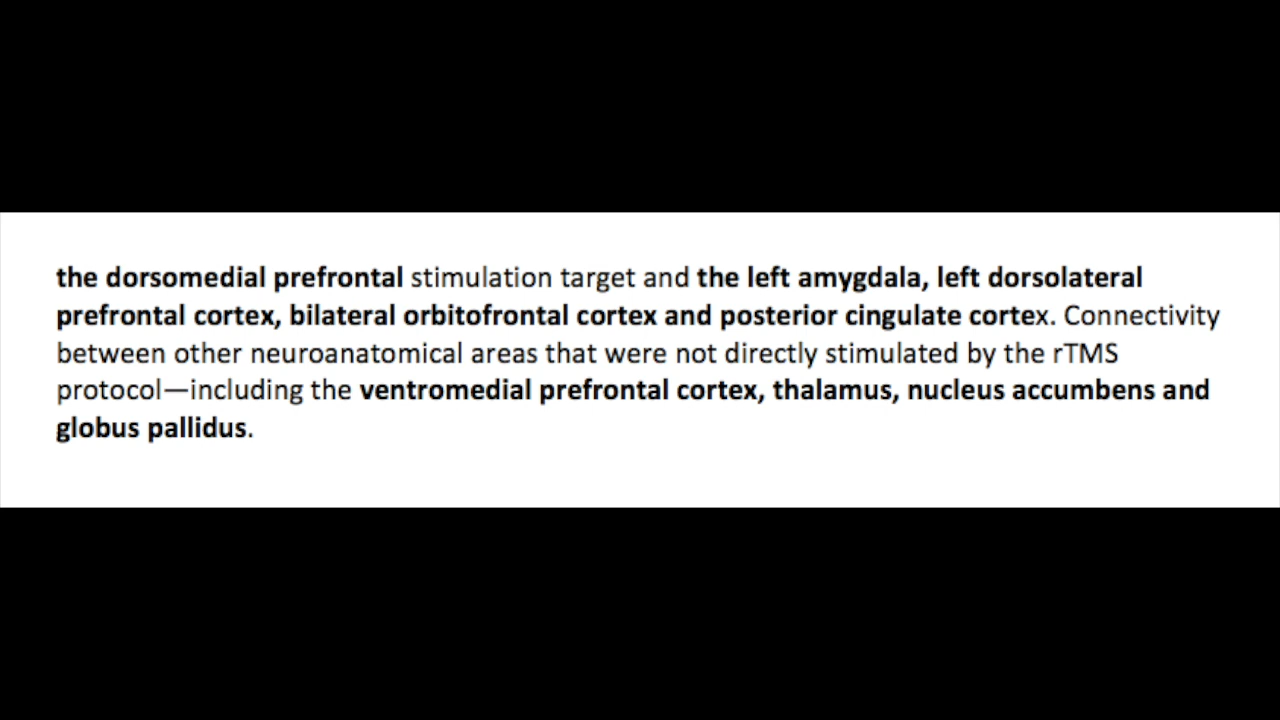 the dorsomedial prefrontal stimulation target and the left amygdala, left dorsolateral
prefrontal cortex, bilateral orbitofrontal cortex and posterior cingulate cortex. Connectivity
between other neuroanatomical areas that were not directly stimulated by the rTMS
protocol—including the ventromedial prefrontal cortex, thalamus, nucleus accumbens and
globus pallidus.